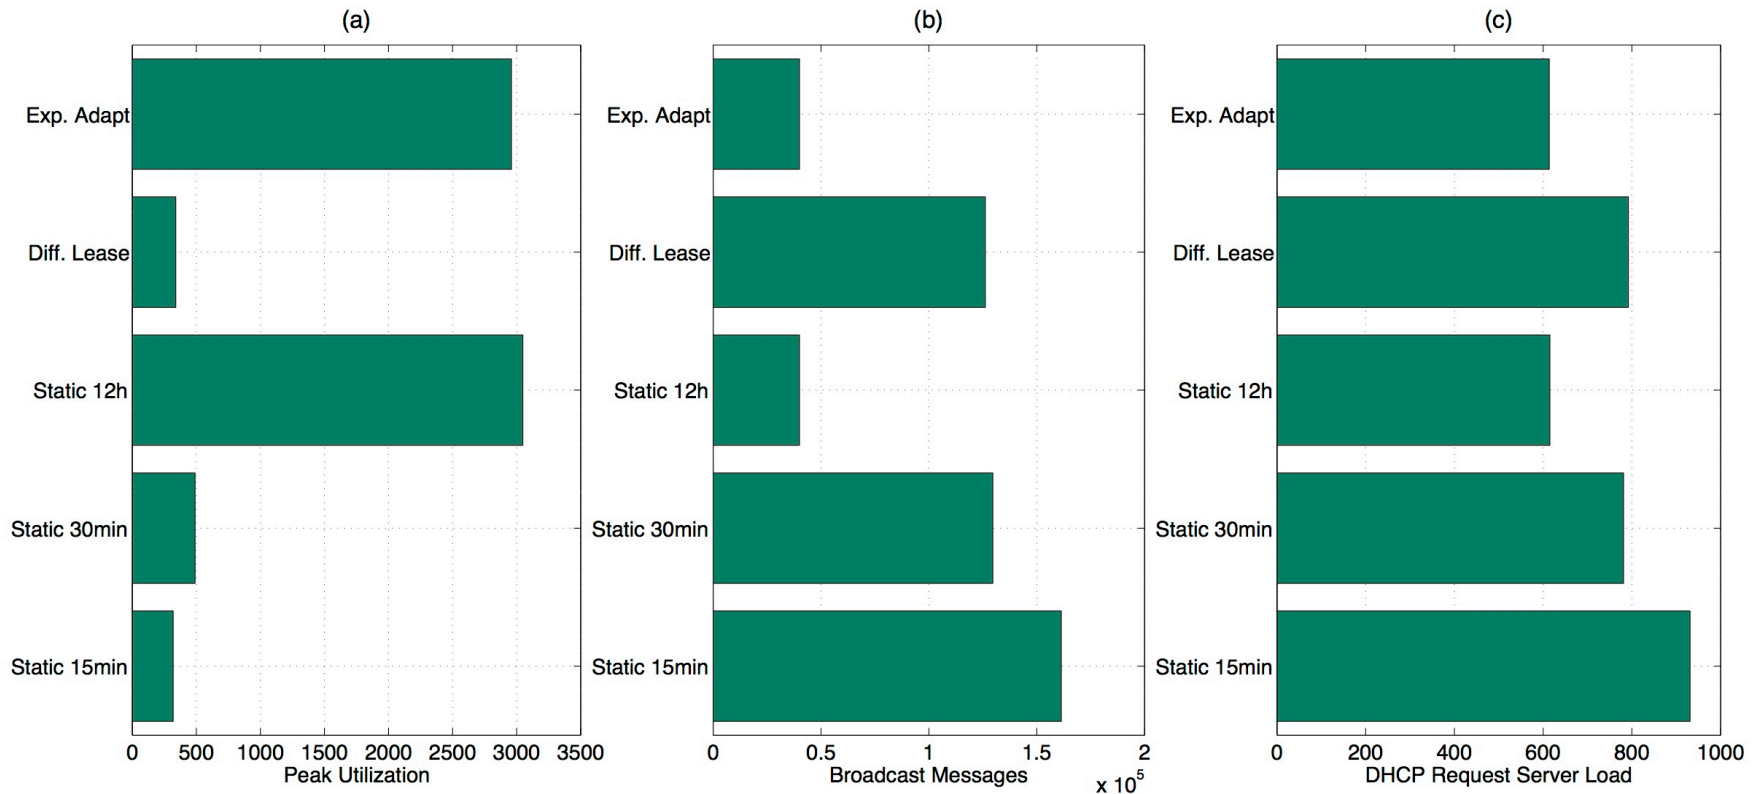 (a)
Exp. Adapt
Diff. Lease
Static 12h
Static 30min
Static 15min
0 500 1000 1500 2000 2500 3000 3500
Peak Utilization
(b)
Exp. Adapt
Diff. Lease
Static 12h
Static 30min
Static 15min
0 0.5 1 1.5 2
Broadcast Messages
x 10^5
(c)
Exp. Adapt
Diff. Lease
Static 12h
Static 30min
Static 15min
0 200 400 600 800 1000
DHCP Request Server Load